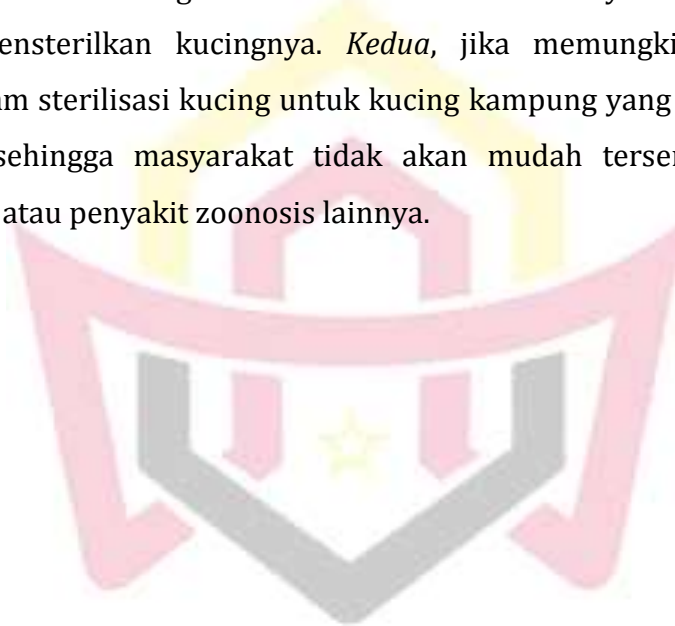 ensterilkan kucingnya. Kedua, jika memungki
am sterilisasi kucing untuk kucing kampung yang
sehingga masyarakat tidak akan mudah terser
atau penyakit zoonosis lainnya.